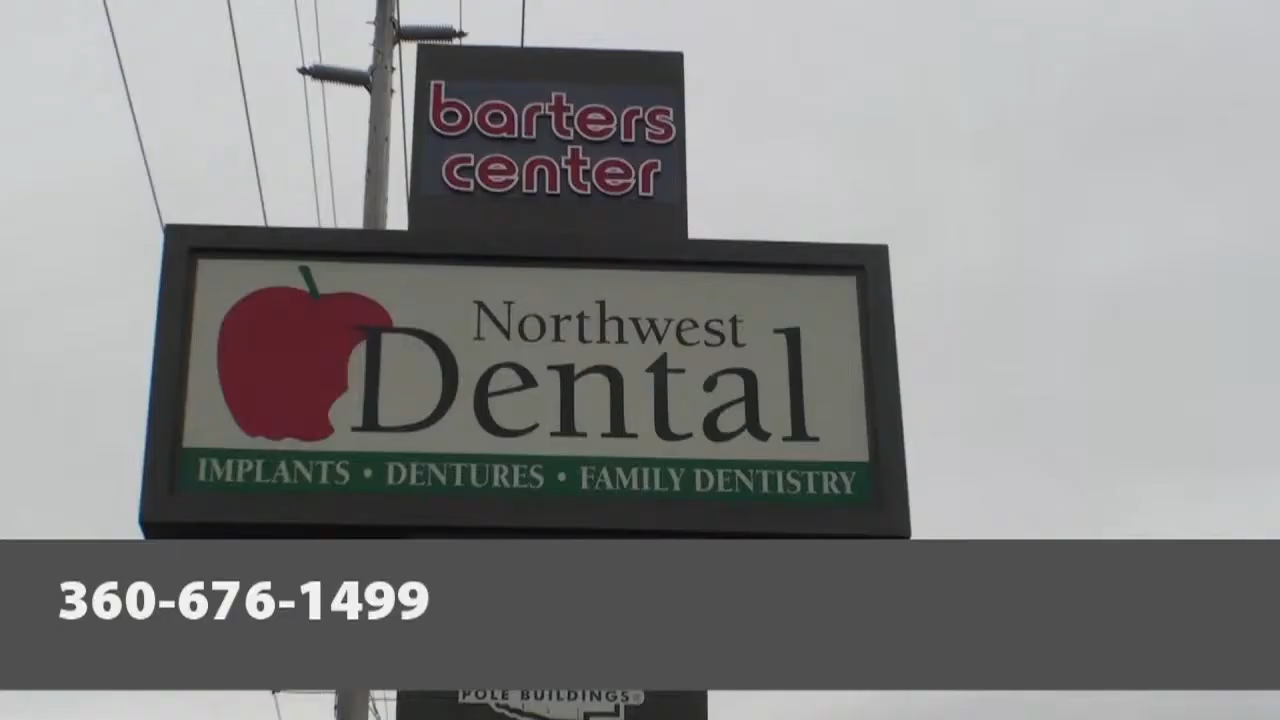 barters
center
Northwest
Dental
IMPLANTS • DENTURES • FAMILY DENTISTRY
360-676-1499
POLE BUILDINGS